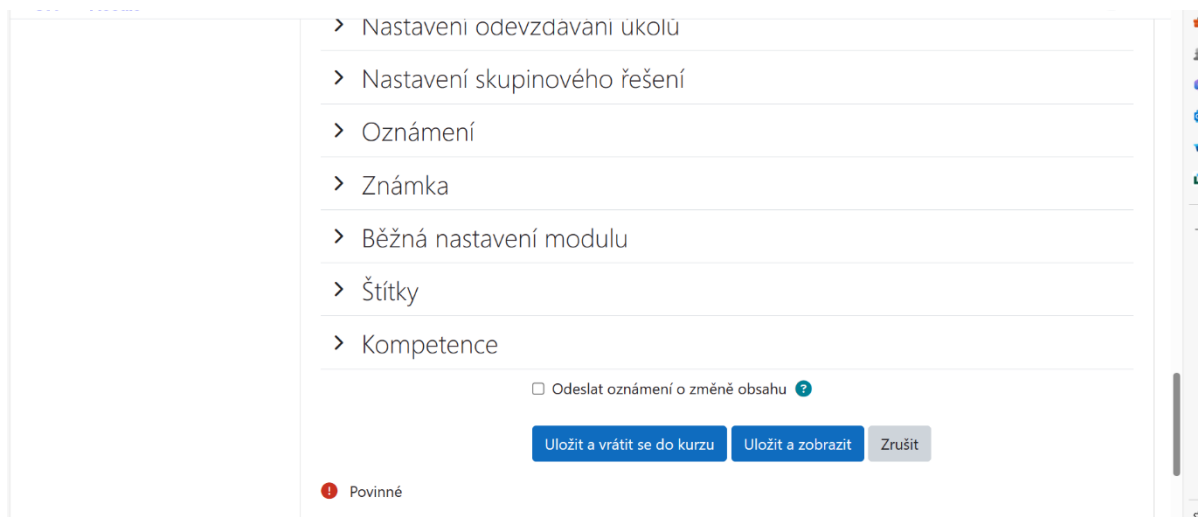 Nastavení odevzdávání úkolů
Nastavení skupinového řešení
Oznámení
Známka
Běžná nastavení modulu
Štítky
Kompetence
Odeslat oznámení o změně obsahu ?
Uložit a vrátit se do kurzu Uložit a zobrazit Zrušit
! Povinné